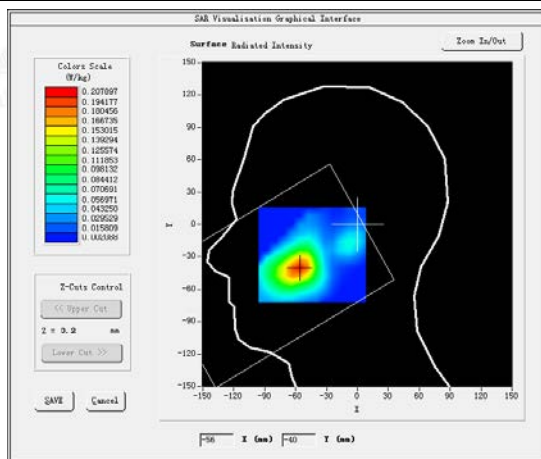 SAR Visualisation Graphical Interface
Surface Radiated Intensity
Zoom In/Out
Colors Scale
(W/kg)
0.207897
0.194177
0.180456
0.166735
0.153015
0.139294
0.125574
0.111853
0.098132
0.084412
0.070691
0.056971
0.043250
0.029529
0.015809
0.002088
Z-Cuts Control
<< Upper Cut
Z = 0.2 mm
Lower Cut >>
SAVE
Cancel
150
120
90
60
30
0
-30
-60
-90
-120
-150
Y
-150
-120
-90
-60
-30
0
30
60
90
120
150
X
-56 X (mm) -40 Y (mm)